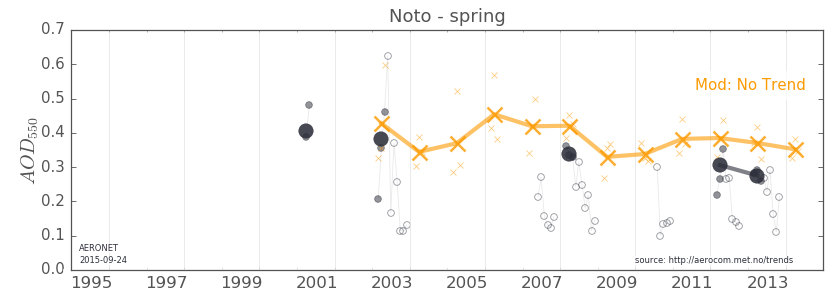 Noto - spring
0.7
0.6
0.5
0.4
0.3
0.2
0.1
0.0
AOD550
Mod: No Trend
AERONET
2015-09-24
source: http://aerocom.met.no/trends
1995 1997 1999 2001 2003 2005 2007 2009 2011 2013